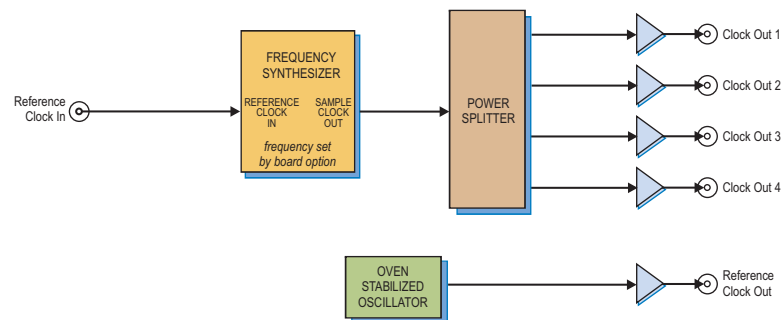 Reference
Clock In
FREQUENCY
SYNTHESIZER
REFERENCE
CLOCK
IN
SAMPLE
CLOCK
OUT
frequency set
by board option
POWER
SPLITTER
Clock Out 1
Clock Out 2
Clock Out 3
Clock Out 4
OVEN
STABILIZED
OSCILLATOR
Reference
Clock Out